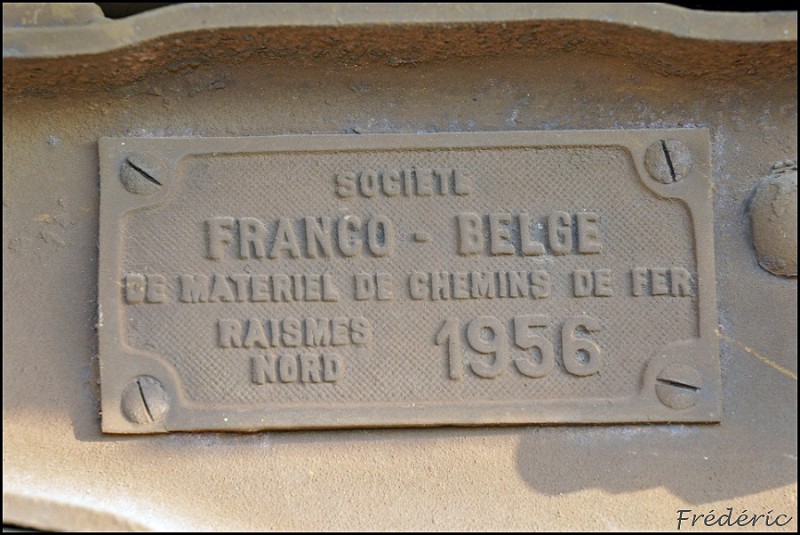 SOCIETE
FRANCO - BELGE
DE MATERIEL DE CHEMINS DE FER
RAISMES
NORD
1956
Frédéric